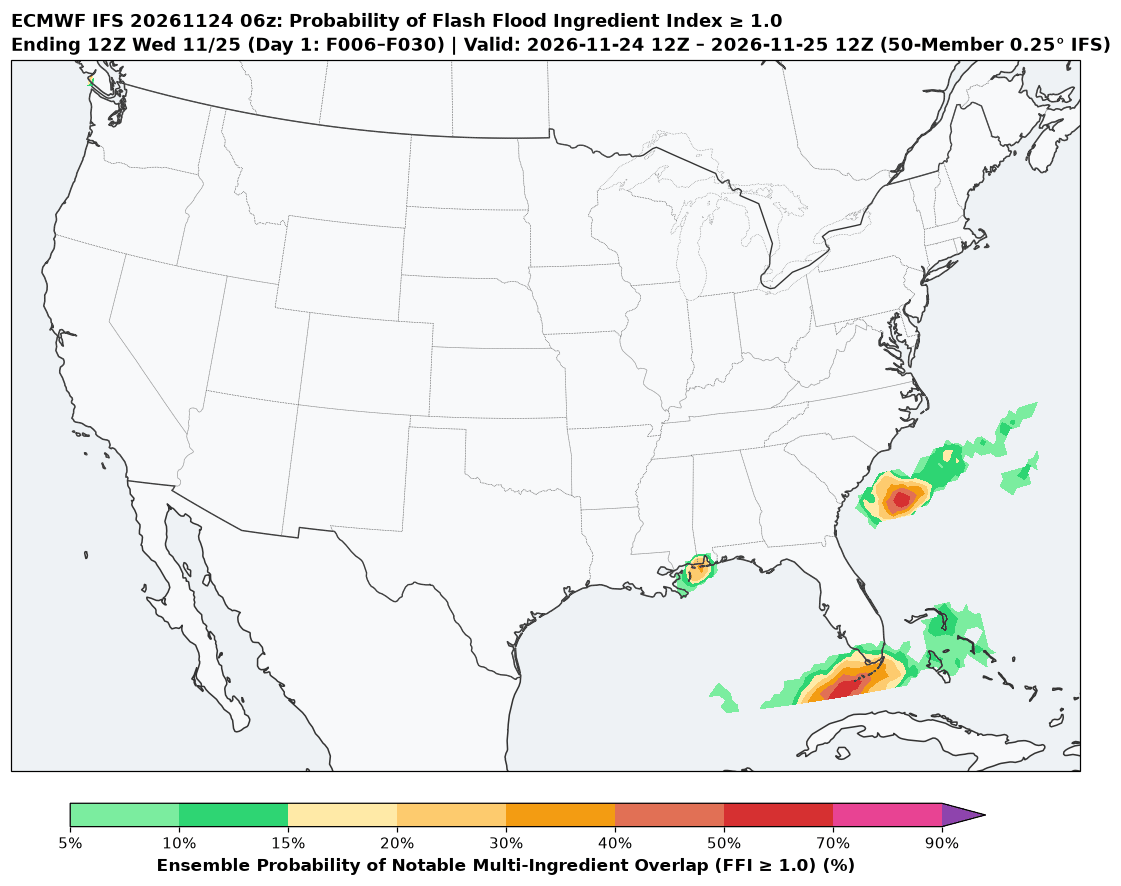 ECMWF IFS 20261124 06z: Probability of Flash Flood Ingredient Index ≥ 1.0
Ending 12Z Wed 11/25 (Day 1: F006–F030) | Valid: 2026-11-24 12Z – 2026-11-25 12Z (50-Member 0.25° IFS)
5% 10% 15% 20% 30% 40% 50% 70% 90%
Ensemble Probability of Notable Multi-Ingredient Overlap (FFI ≥ 1.0) (%)